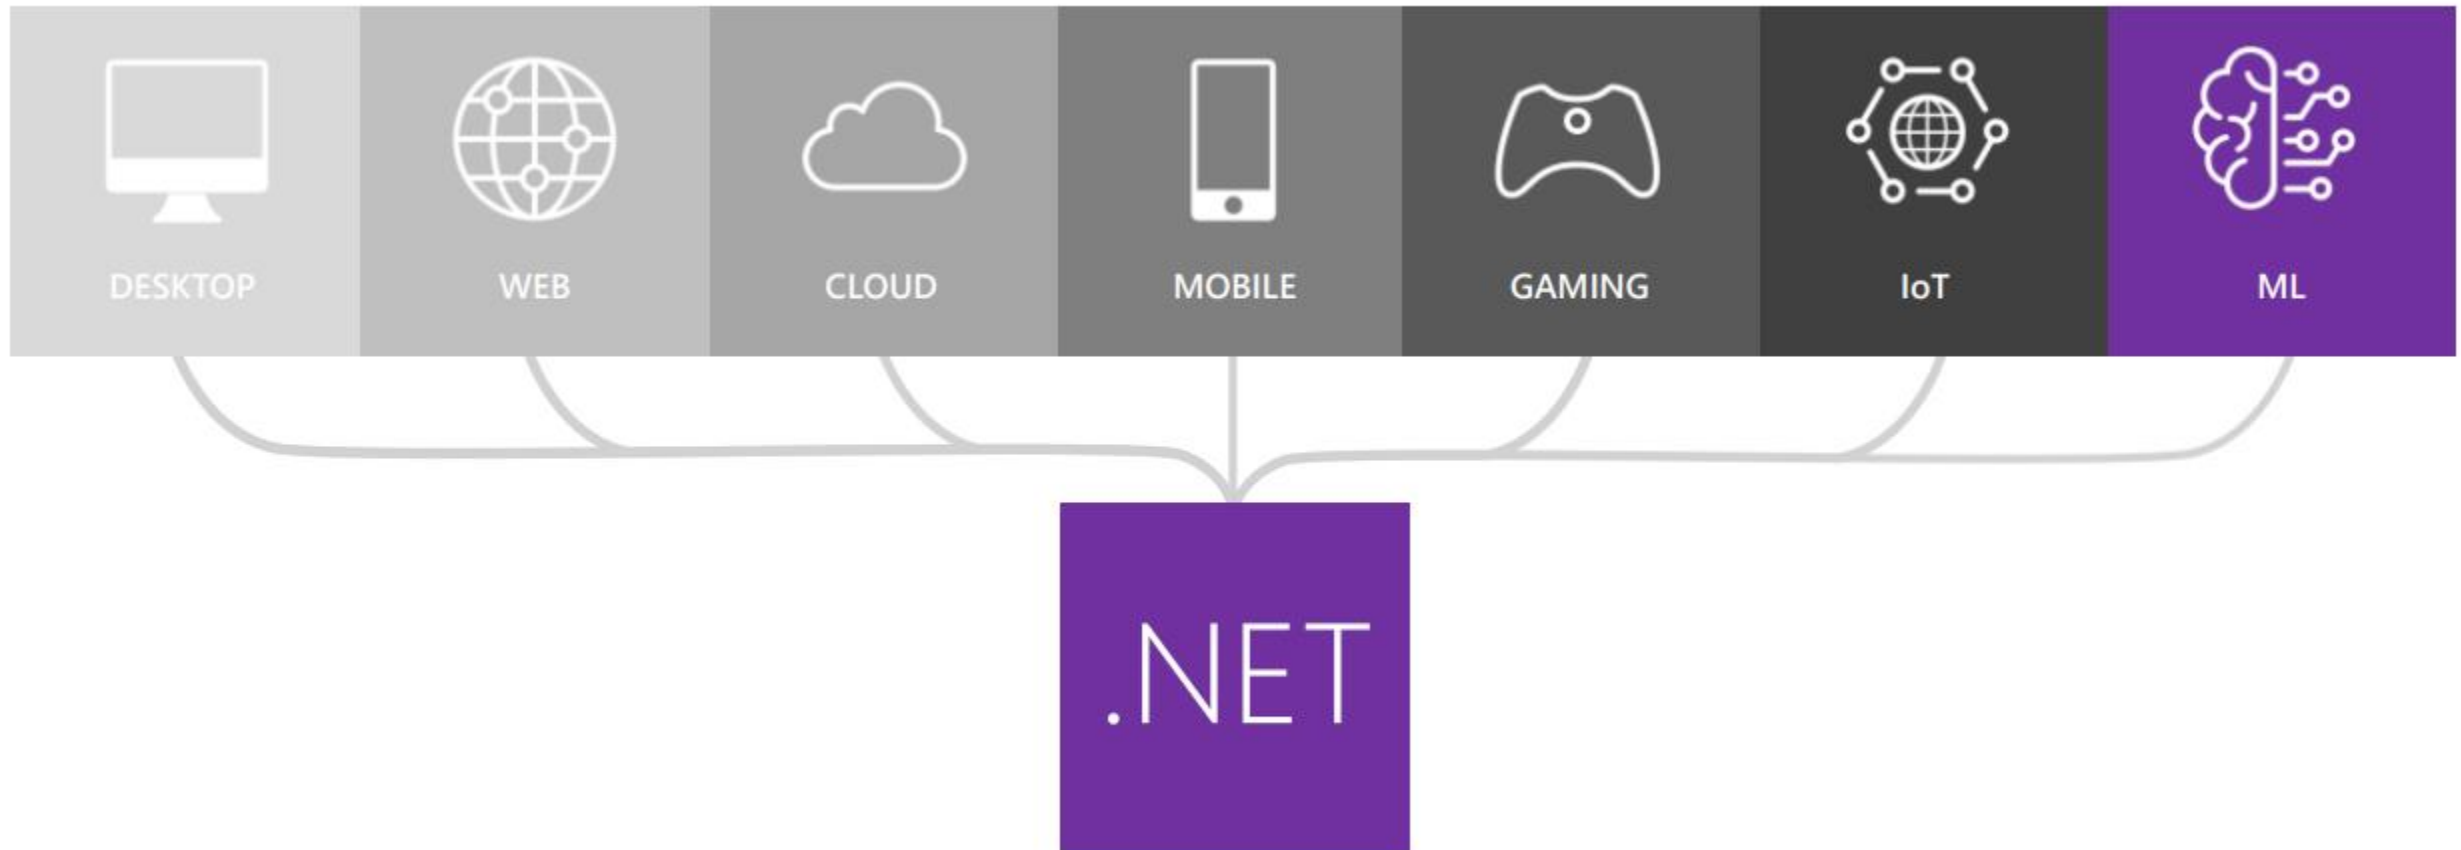 DESKTOP
WEB
CLOUD
MOBILE
GAMING
IoT
ML
.NET